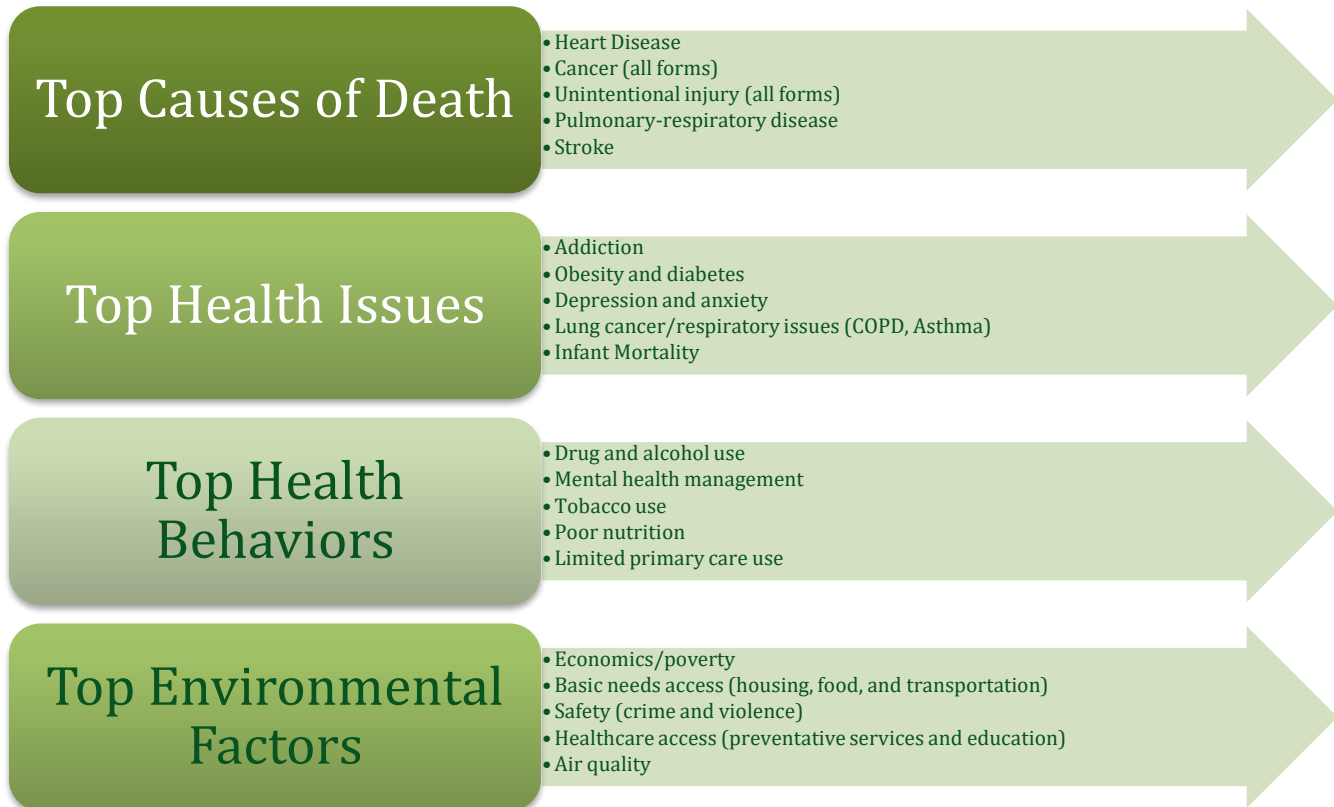 Top Causes of Death
• Heart Disease
• Cancer (all forms)
• Unintentional injury (all forms)
• Pulmonary-respiratory disease
• Stroke
Top Health Issues
• Addiction
• Obesity and diabetes
• Depression and anxiety
• Lung cancer/respiratory issues (COPD, Asthma)
• Infant Mortality
Top Health
Behaviors
• Drug and alcohol use
• Mental health management
• Tobacco use
• Poor nutrition
• Limited primary care use
Top Environmental
Factors
• Economics/poverty
• Basic needs access (housing, food, and transportation)
• Safety (crime and violence)
• Healthcare access (preventative services and education)
• Air quality